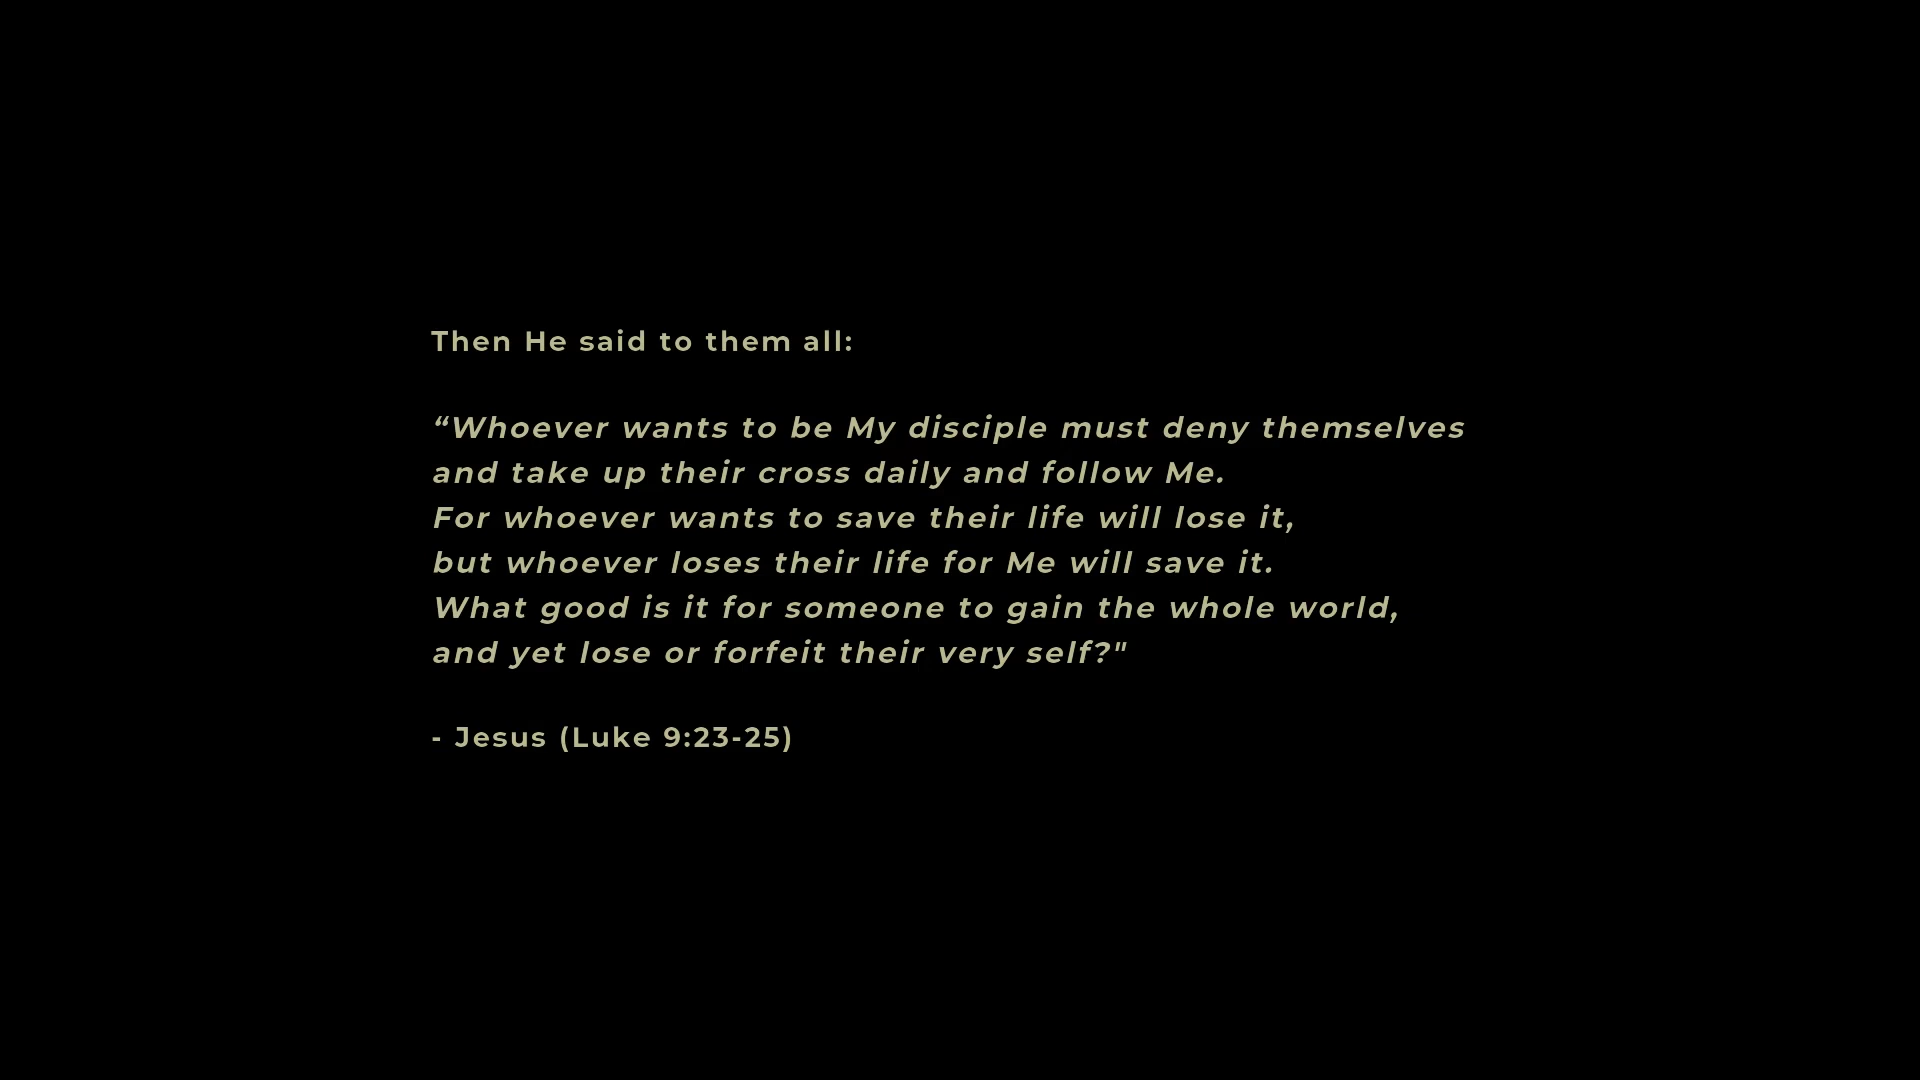 Then He said to them all:
“Whoever wants to be My disciple must deny themselves
and take up their cross daily and follow Me.
For whoever wants to save their life will lose it,
but whoever loses their life for Me will save it.
What good is it for someone to gain the whole world,
and yet lose or forfeit their very self?"
- Jesus (Luke 9:23-25)